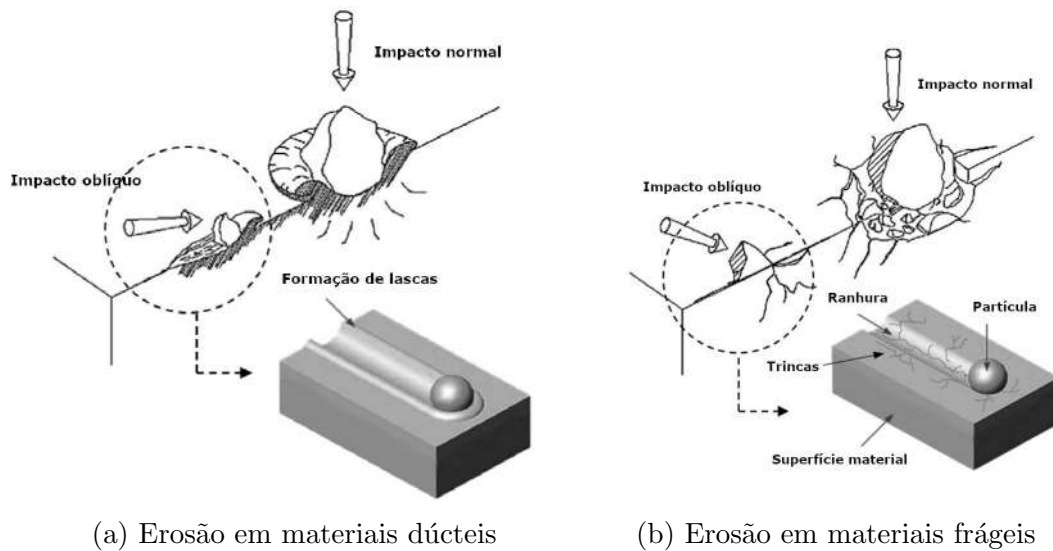 Impacto normal
Impacto oblíquo
Formação de lascas
(a) Erosão em materiais dúcteis
Impacto normal
Impacto oblíquo
Ranhura
Partícula
Trincas
Superfície material
(b) Erosão em materiais frágeis